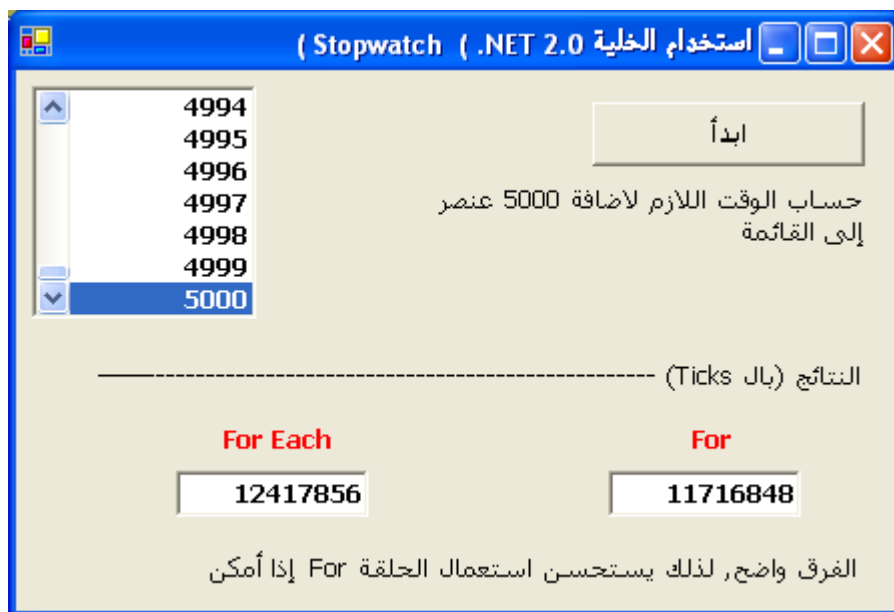 استخدام الخلية Stopwatch ( .NET 2.0 )
4994
4995
4996
4997
4998
4999
5000
ابدأ
حساب الوقت اللازم لاضافة 5000 عنصر
إلى القائمة
النتائج (بال Ticks) --------------------------------------------------
For
For Each
11716848
12417856
الفرق واضح, لذلك يستحسن استعمال الحلقة For إذا أمكن